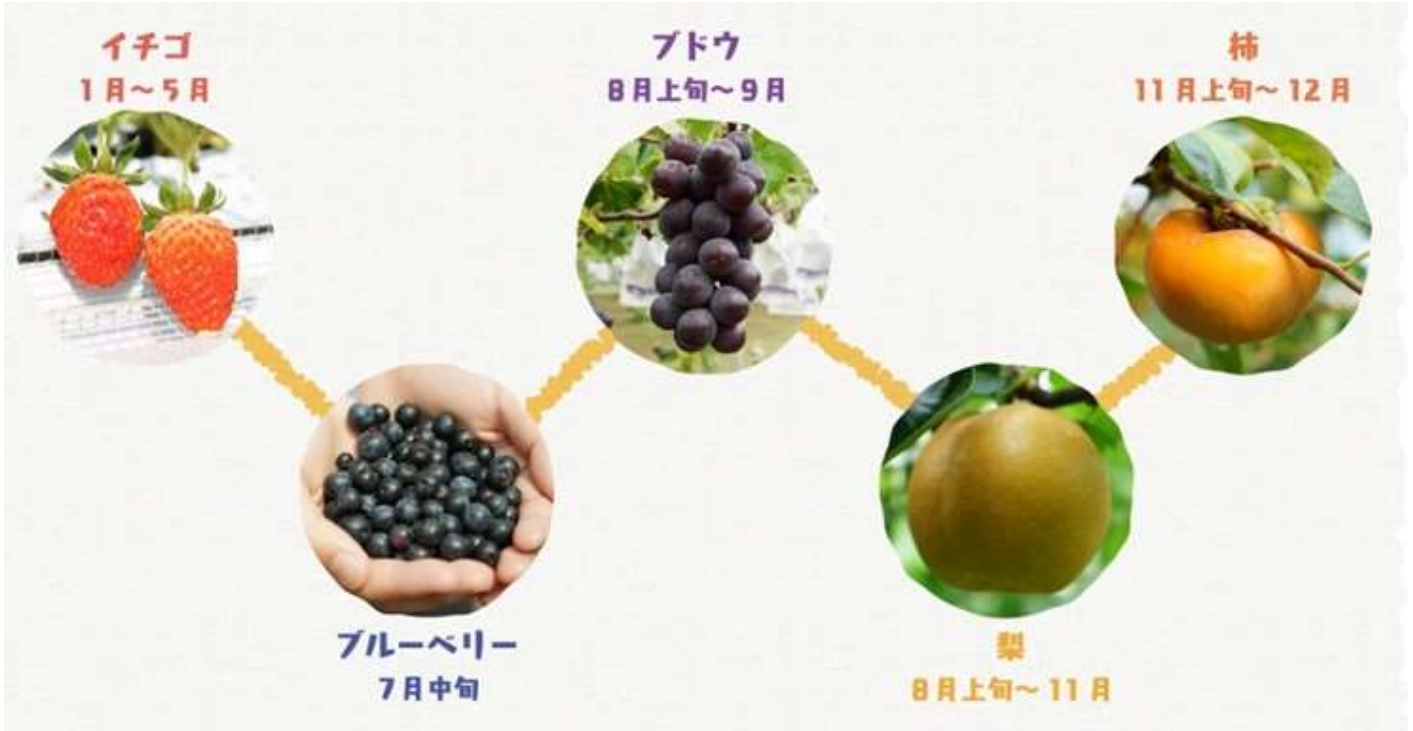 イチゴ
1月～5月
ブルーベリー
7月中旬
ブドウ
8月上旬～9月
梨
8月上旬～11月
柿
11月上旬～12月